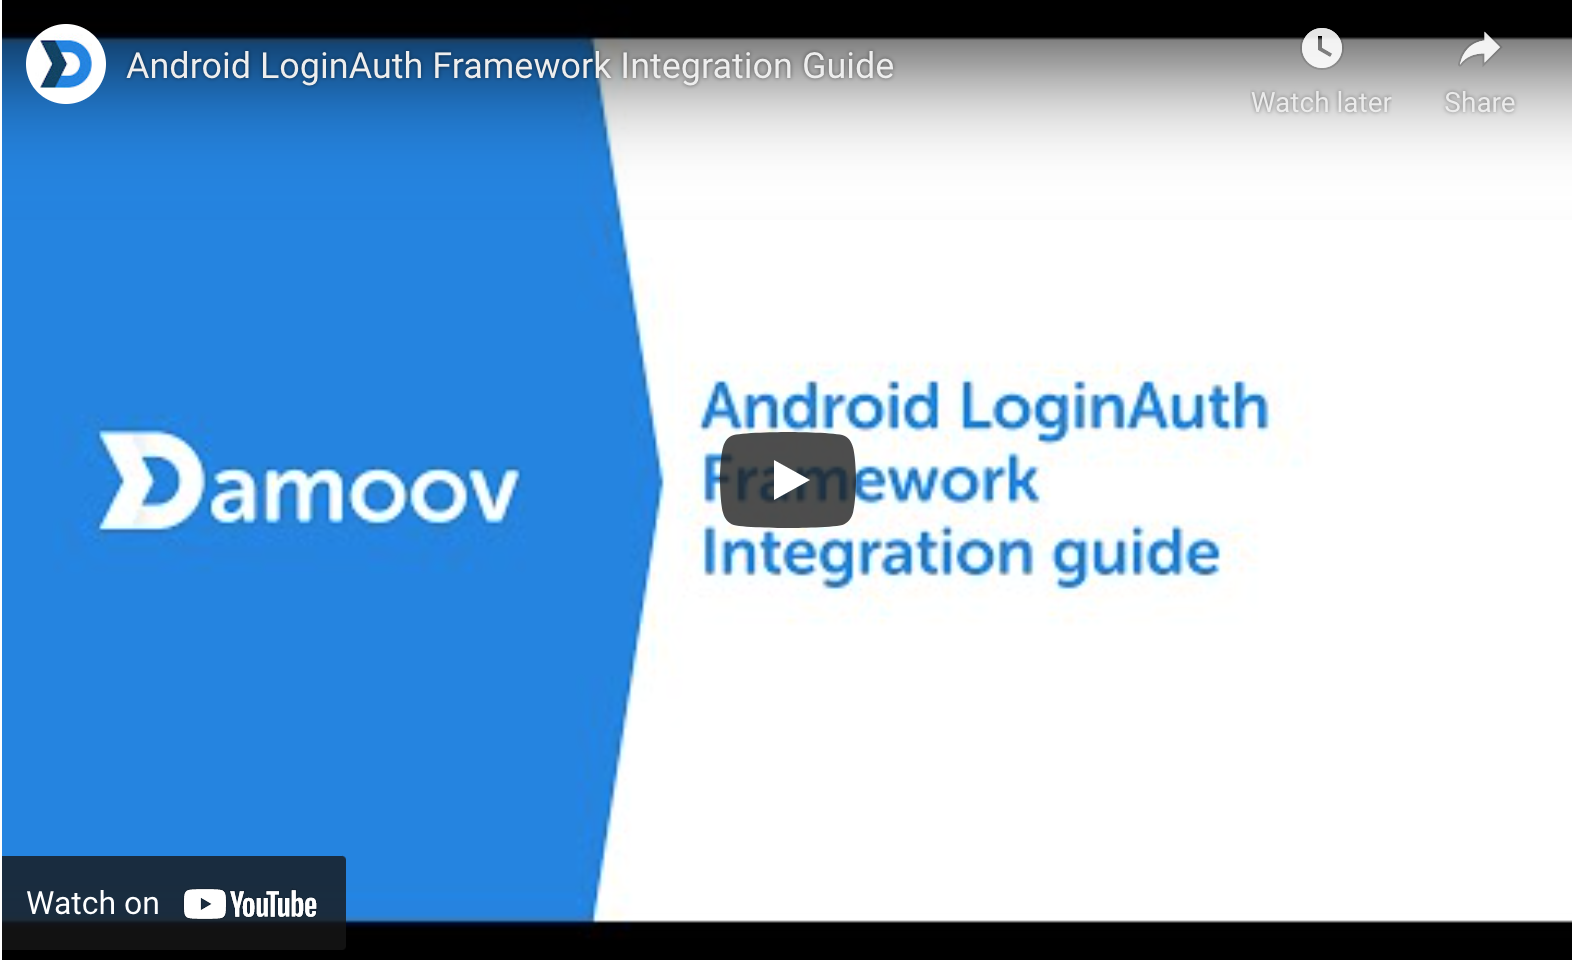 Android LoginAuth Framework Integration Guide
Watch later
Share
Damoov
Android LoginAuth
Framework
Integration guide
Watch on YouTube